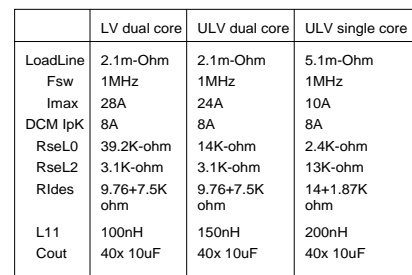 LV dual core ULV dual core ULV single core
LoadLine 2.1m-Ohm 2.1m-Ohm 5.1m-Ohm
Fsw 1MHz 1MHz 1MHz
Imax 28A 24A 10A
DCM IpK 8A 8A 8A
RseL0 39.2K-ohm 14K-ohm 2.4K-ohm
RseL2 3.1K-ohm 3.1K-ohm 13K-ohm
RIdes 9.76+7.5K 9.76+7.5K 14+1.87K
ohm ohm ohm
L11 100nH 150nH 200nH
Cout 40x 10uF 40x 10uF 40x 10uF